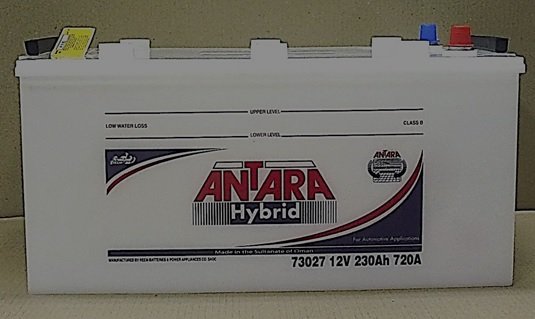 UPPER LEVEL
LOW WATER LOSS
CLASS B
LOWER LEVEL
ANTARA
ANTARA
Hybrid
For Automotive Applications
Made in the Sultanate of Oman
MANUFACTURED BY REEM BATTERIES & POWER APPLIANCES CO. SAOC
73027 12V 230Ah 720A